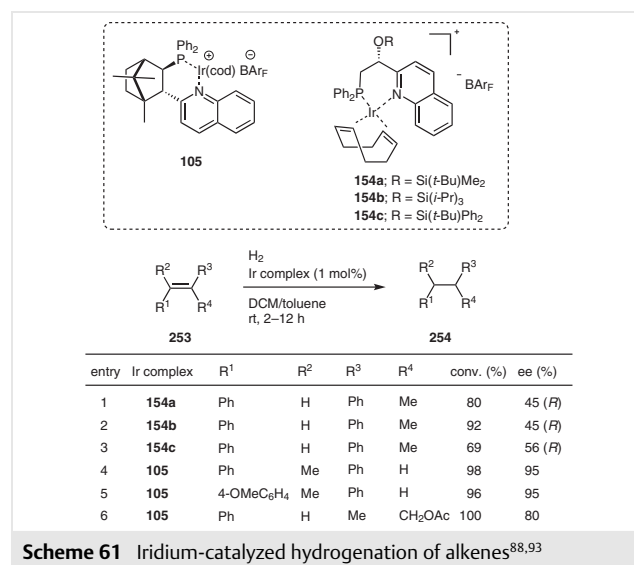 Ph₂
P
⊕
Ir(cod)
⊖
BArF
N
105
OR
Ph₂P
N
Ir
+
– BArF
154a; R = Si(t-Bu)Me₂
154b; R = Si(i-Pr)₃
154c; R = Si(t-Bu)Ph₂
R² R³
R¹ R⁴
253
H₂
Ir complex (1 mol%)
DCM/toluene
rt, 2–12 h
R² R³
R¹ R⁴
254
entry Ir complex R¹ R² R³ R⁴ conv. (%) ee (%)
1 154a Ph H Ph Me 80 45 (R)
2 154b Ph H Ph Me 92 45 (R)
3 154c Ph H Ph Me 69 56 (R)
4 105 Ph Me Ph H 98 95
5 105 4-OMeC₆H₄ Me Ph H 96 95
6 105 Ph H Me CH₂OAc 100 80
Scheme 61 Iridium-catalyzed hydrogenation of alkenes⁸⁸,⁹³